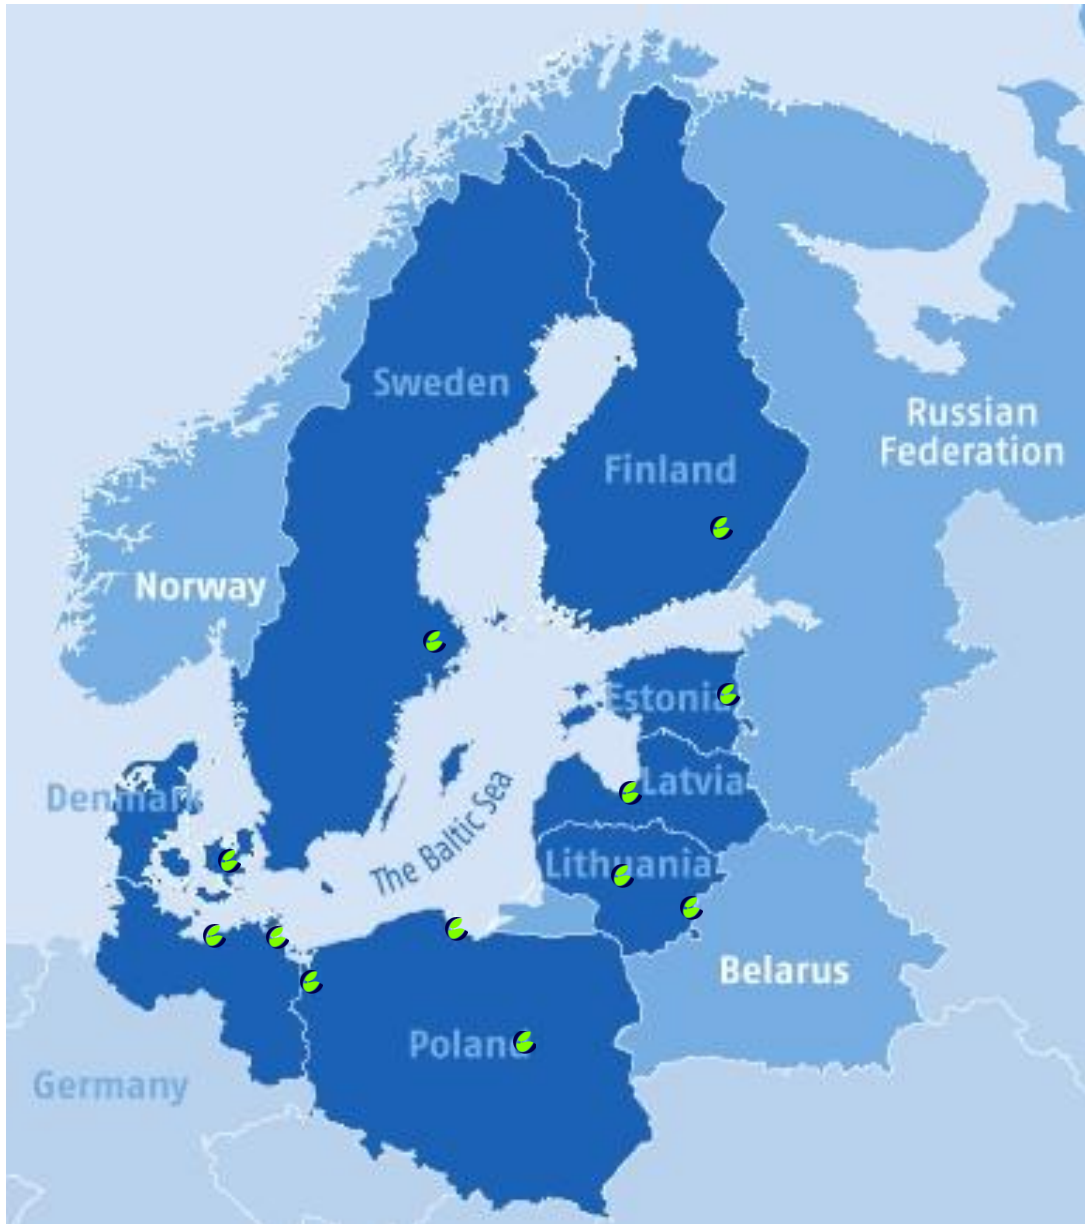 Sweden
Russian
Federation
Finland
Norway
Estonia
Latvia
Denmark
The Baltic Sea
Lithuania
Belarus
Poland
Germany